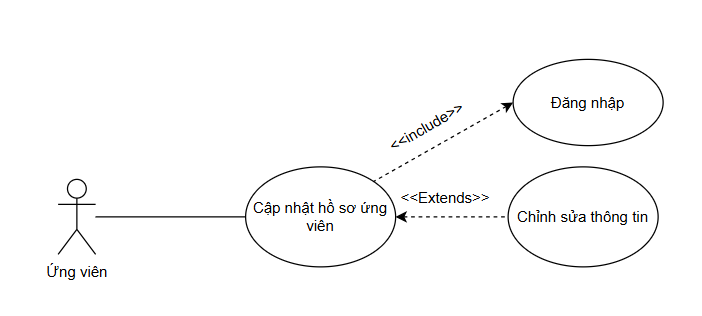 Đăng nhập
<<include>>
<<Extends>>
Cập nhật hồ sơ ứng
viên
Chỉnh sửa thông tin
Ứng viên